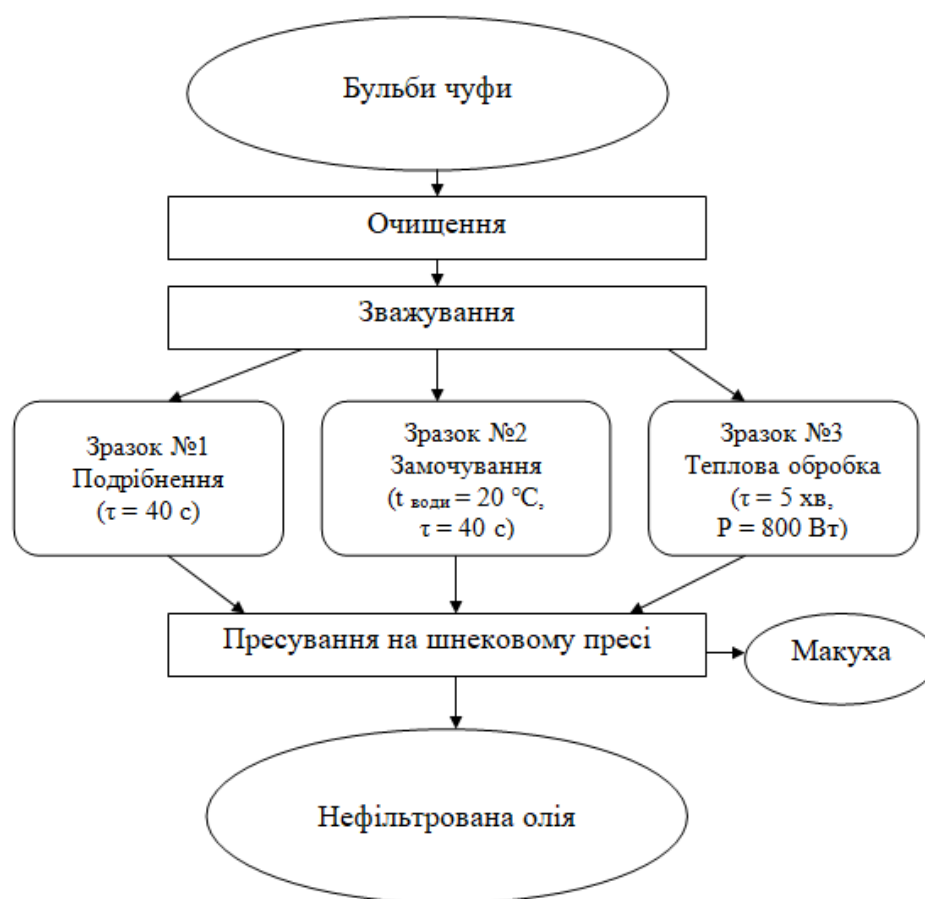 Бульби чуфи
Очищення
Зважування
Зразок №1
Подрібнення
(τ = 40 с)
Зразок №2
Замочування
(t води = 20 °С,
τ = 40 с)
Зразок №3
Теплова обробка
(τ = 5 хв,
Р = 800 Вт)
Пресування на шнековому пресі
Макуха
Нефільтрована олія